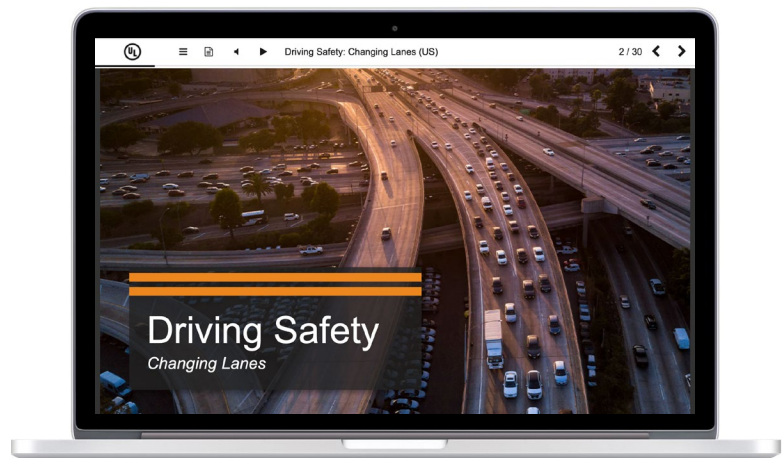 UL
Driving Safety: Changing Lanes (US)
2 / 30
Driving Safety
Changing Lanes